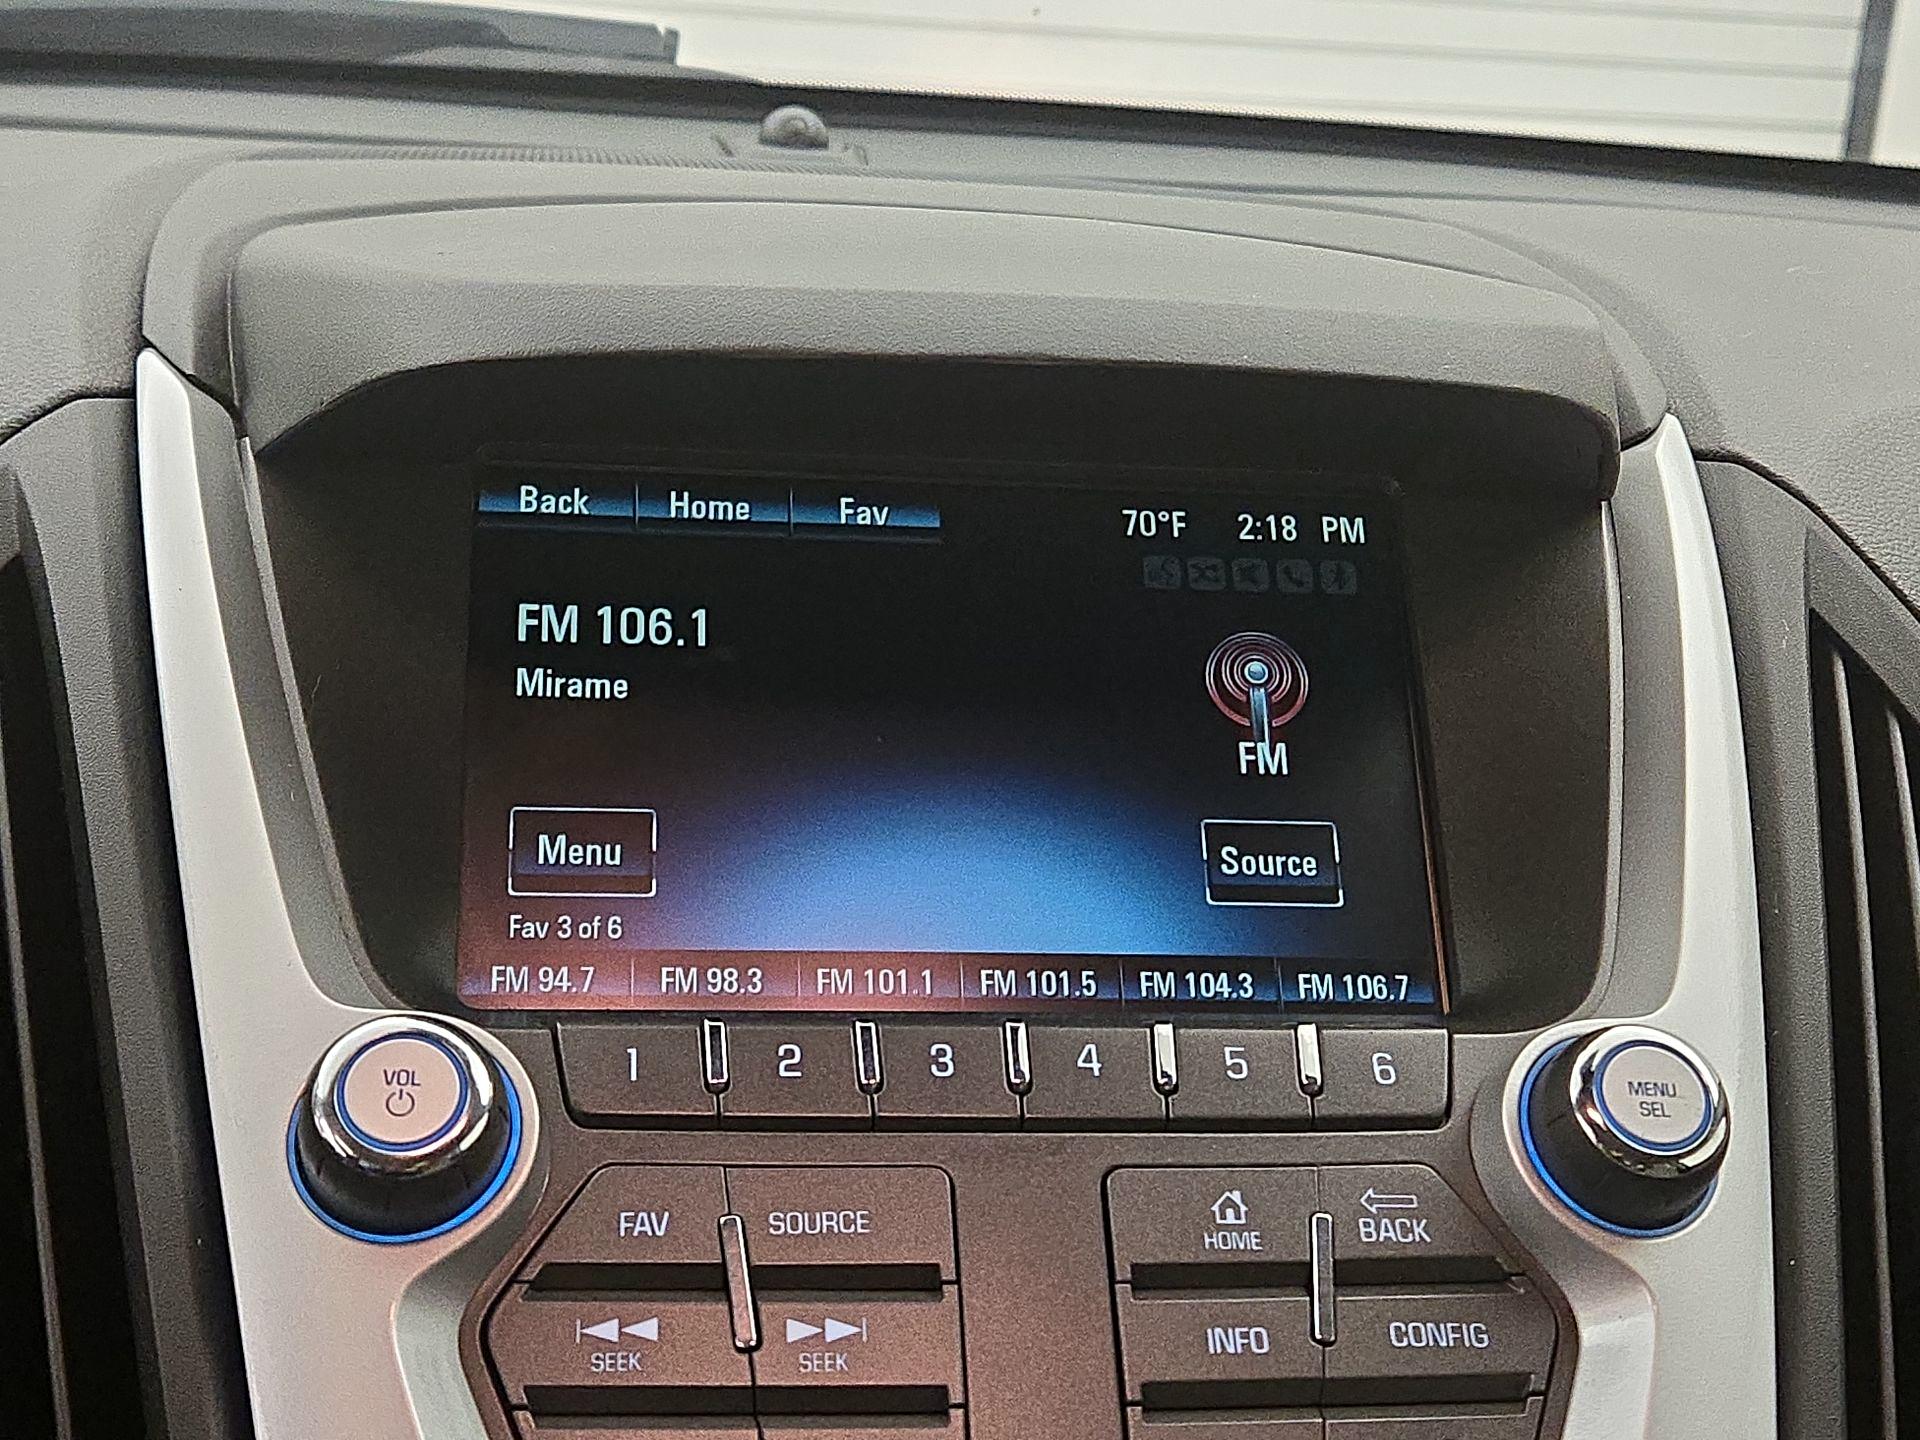 Back Home Fav
70°F 2:18 PM
FM 106.1
Mirame
FM
Menu
Source
Fav 3 of 6
FM 94.7 FM 98.3 FM 101.1 FM 101.5 FM 104.3 FM 106.7
1 2 3 4 5 6
VOL
MENU
SEL
FAV SOURCE
HOME BACK
SEEK SEEK
INFO CONFIG